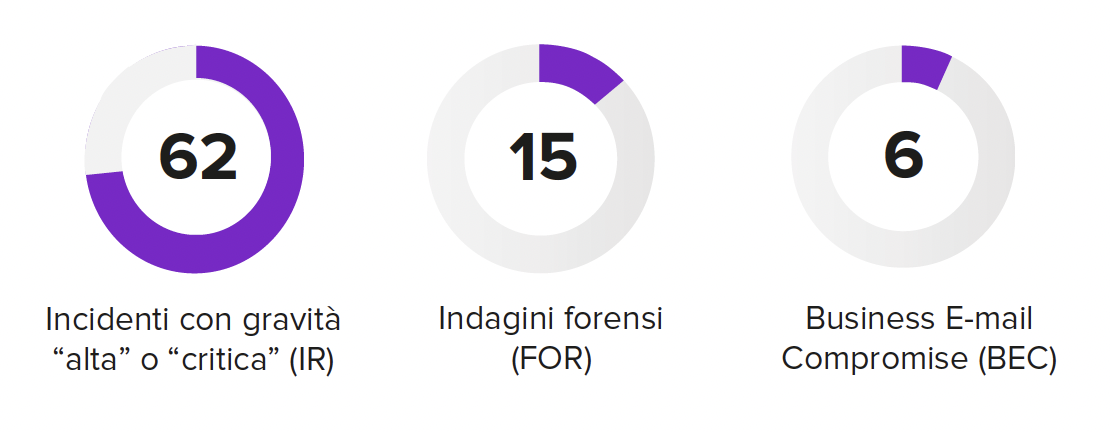 62
Incidenti con gravità
“alta” o “critica” (IR)
15
Indagini forensi
(FOR)
6
Business E-mail
Compromise (BEC)